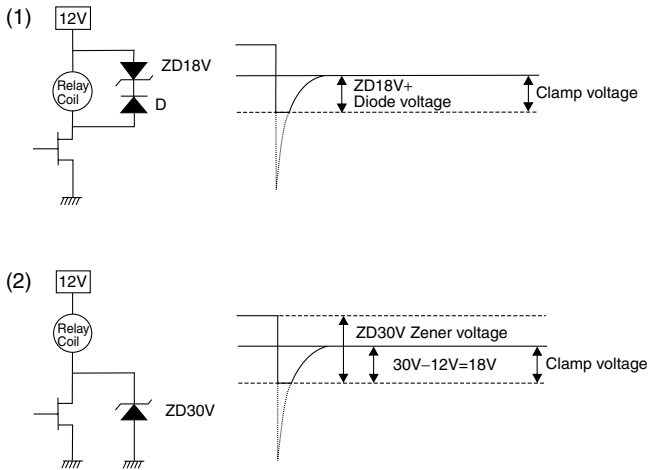 (1)
12V
Relay
Coil
ZD18V
D
ZD18V+
Diode voltage
Clamp voltage
(2)
12V
Relay
Coil
ZD30V
ZD30V Zener voltage
30V–12V=18V
Clamp voltage